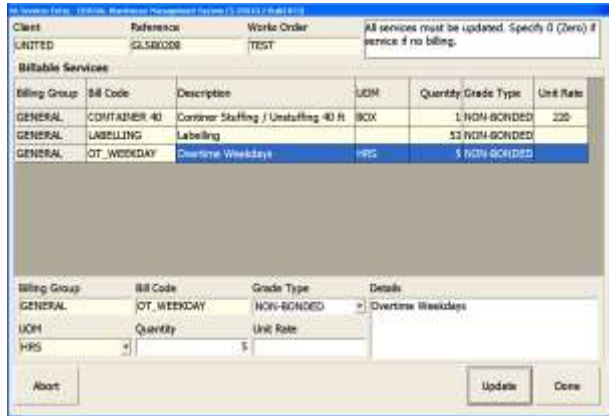 Client Reference Works Order
UNITED GLSB0208 TEST
All services must be updated. Specify 0 (Zero) if
service if no billing.
Billable Services
Billing Group Bill Code Description UOM Quantity Grade Type Unit Rate
GENERAL CONTAINER 40 Continer Stuffing / Unstuffing 40 ft BOX 1 NON-BONDED 220
GENERAL LABELLING Labelling 53 NON-BONDED
GENERAL OT_WEEKDAY Overtime Weekdays HRS 5 NON-BONDED
Billing Group Bill Code Grade Type Details
GENERAL OT_WEEKDAY NON-BONDED Overtime Weekdays
UOM Quantity Unit Rate
HRS 5
Abort Update Done